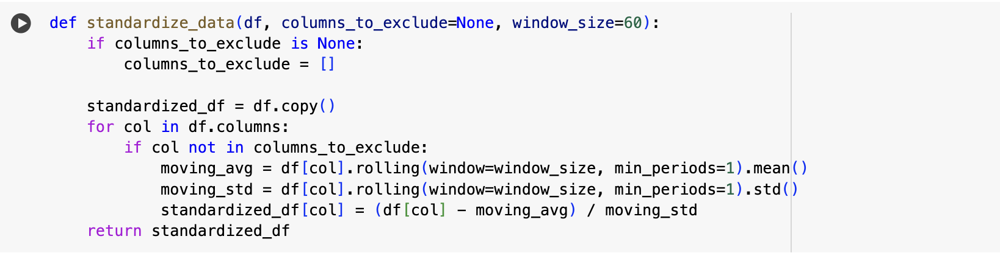 def standardize_data(df, columns_to_exclude=None, window_size=60):
    if columns_to_exclude is None:
        columns_to_exclude = []

    standardized_df = df.copy()
    for col in df.columns:
        if col not in columns_to_exclude:
            moving_avg = df[col].rolling(window=window_size, min_periods=1).mean()
            moving_std = df[col].rolling(window=window_size, min_periods=1).std()
            standardized_df[col] = (df[col] - moving_avg) / moving_std
    return standardized_df